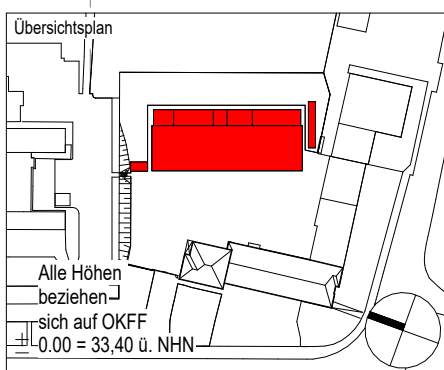 Übersichtsplan
Alle Höhen
beziehen
sich auf OKFF
0.00 = 33,40 ü. NHN